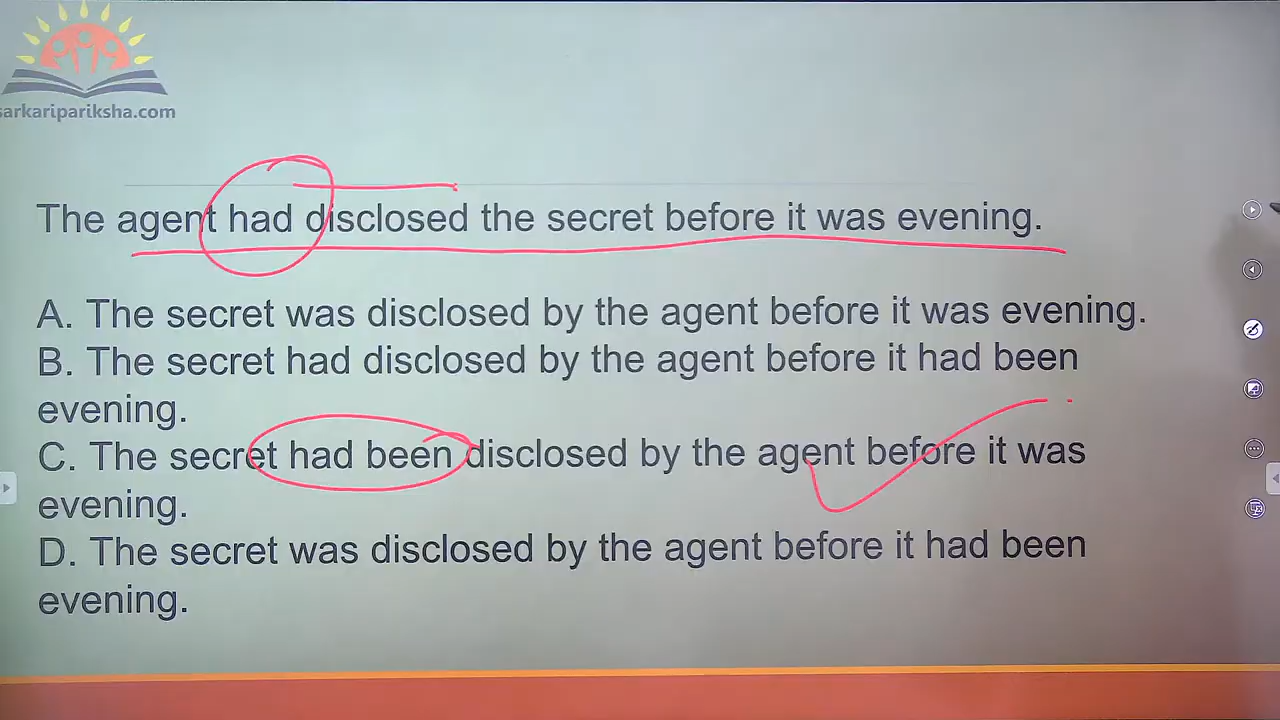 sarkaripariksha.com
The agent had disclosed the secret before it was evening.
A. The secret was disclosed by the agent before it was evening.
B. The secret had disclosed by the agent before it had been
evening.
C. The secret had been disclosed by the agent before it was
evening.
D. The secret was disclosed by the agent before it had been
evening.